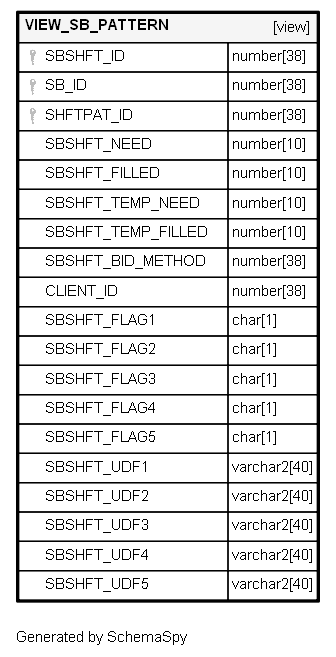 VIEW_SB_PATTERN [view]
SBSHFT_ID number[38]
SB_ID number[38]
SHFTPAT_ID number[38]
SBSHFT_NEED number[10]
SBSHFT_FILLED number[10]
SBSHFT_TEMP_NEED number[10]
SBSHFT_TEMP_FILLED number[10]
SBSHFT_BID_METHOD number[38]
CLIENT_ID number[38]
SBSHFT_FLAG1 char[1]
SBSHFT_FLAG2 char[1]
SBSHFT_FLAG3 char[1]
SBSHFT_FLAG4 char[1]
SBSHFT_FLAG5 char[1]
SBSHFT_UDF1 varchar2[40]
SBSHFT_UDF2 varchar2[40]
SBSHFT_UDF3 varchar2[40]
SBSHFT_UDF4 varchar2[40]
SBSHFT_UDF5 varchar2[40]
Generated by SchemaSpy